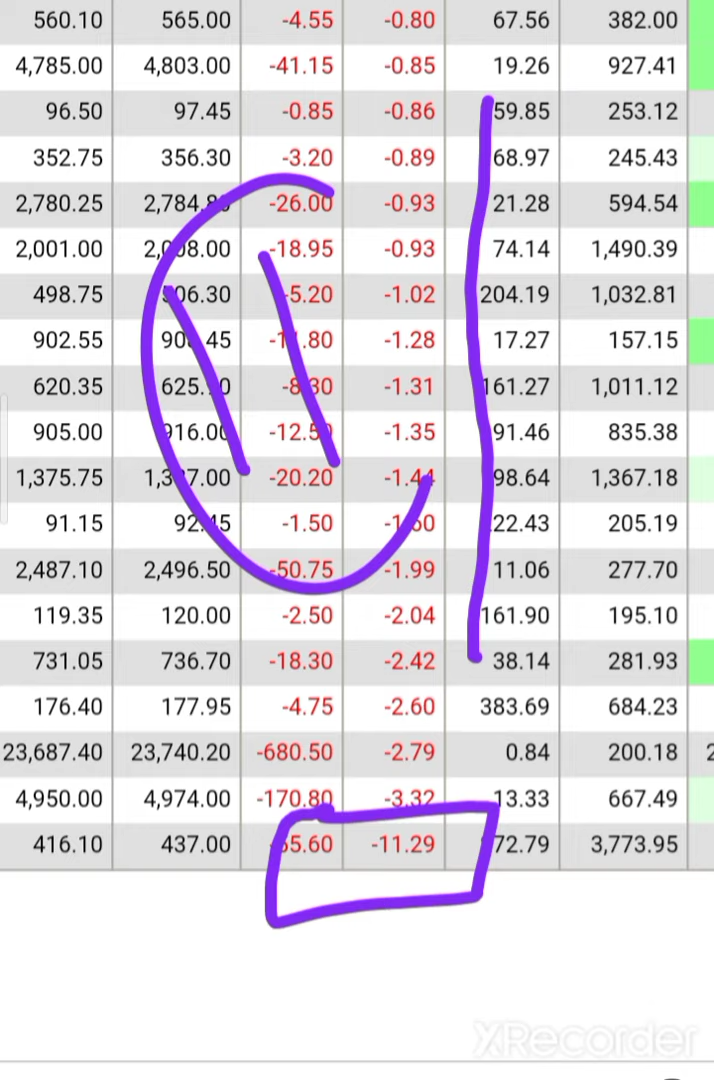 560.10 565.00 -4.55 -0.80 67.56 382.00
4,785.00 4,803.00 -41.15 -0.85 19.26 927.41
96.50 97.45 -0.85 -0.86 59.85 253.12
352.75 356.30 -3.20 -0.89 68.97 245.43
2,780.25 -26.00 -0.93 21.28 594.54
2,001.00 -18.95 -0.93 74.14 1,490.39
498.75 -5.20 -1.02 204.19 1,032.81
902.55 -1.28 17.27 157.15
620.35 -8.30 -1.31 161.27 1,011.12
905.00 916.00 -12.50 -1.35 91.46 835.38
1,375.75 -20.20 -1.44 98.64 1,367.18
91.15 -1.50 22.43 205.19
2,487.10 2,496.50 -50.75 -1.99 11.06 277.70
119.35 120.00 -2.50 -2.04 161.90 195.10
731.05 736.70 -18.30 -2.42 38.14 281.93
176.40 177.95 -4.75 -2.60 383.69 684.23
23,687.40 23,740.20 -680.50 -2.79 0.84 200.18
4,950.00 4,974.00 -170.80 -3.32 13.33 667.49
416.10 437.00 -11.29 3,773.95
XRecorder